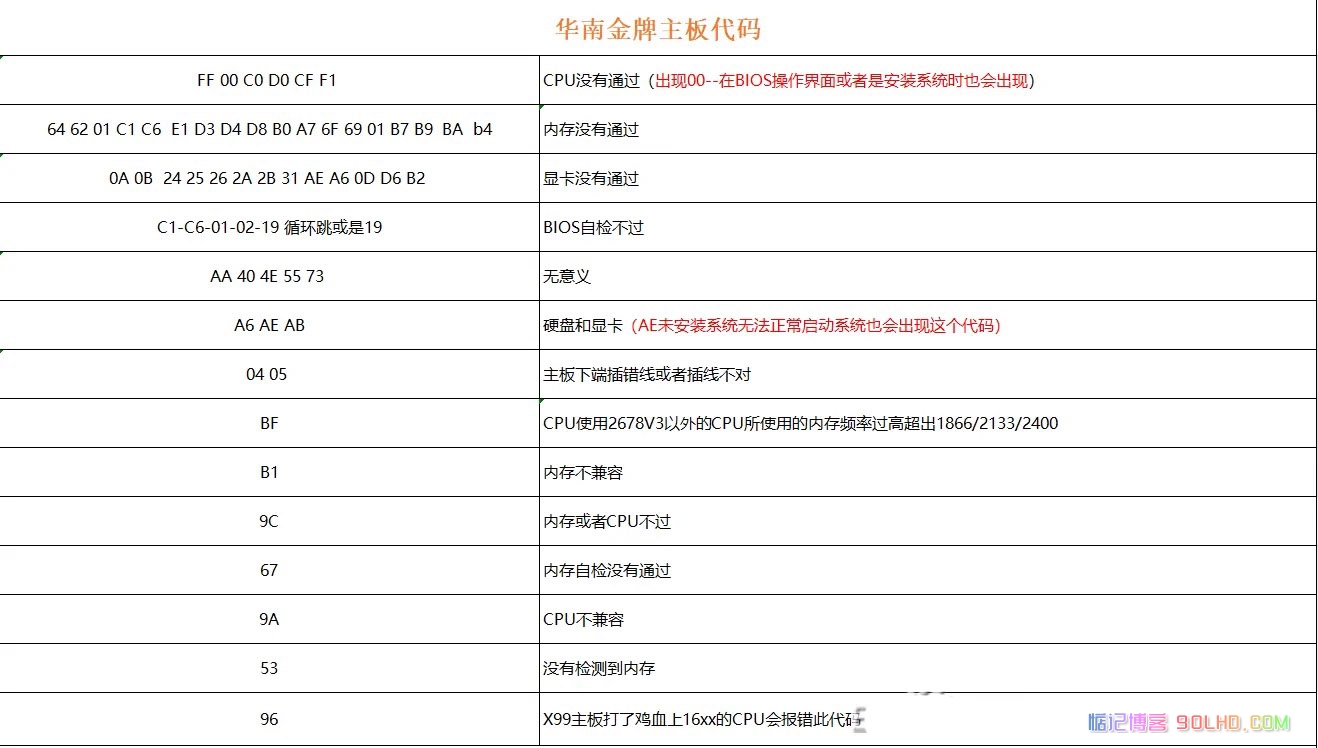 华南金牌主板代码
FF 00 C0 D0 CF F1 CPU没有通过（出现00--在BIOS操作界面或者是安装系统时也会出现）
64 62 01 C1 C6 E1 D3 D4 D8 B0 A7 6F 69 01 B7 B9 BA b4 内存没有通过
0A 0B 24 25 26 2A 2B 31 AE A6 0D D6 B2 显卡没有通过
C1-C6-01-02-19 循环跳或是19 BIOS自检不过
AA 40 4E 55 73 无意义
A6 AE AB 硬盘和显卡（AE未安装系统无法正常启动系统也会出现这个代码）
04 05 主板下端插错线或者插线不对
BF CPU使用2678V3以外的CPU所使用的内存频率过高超出1866/2133/2400
B1 内存不兼容
9C 内存或者CPU不过
67 内存自检没有通过
9A CPU不兼容
53 没有检测到内存
96 X99主板打了鸡血上16xx的CPU会报错此代码
临记博客 90LHD.COM